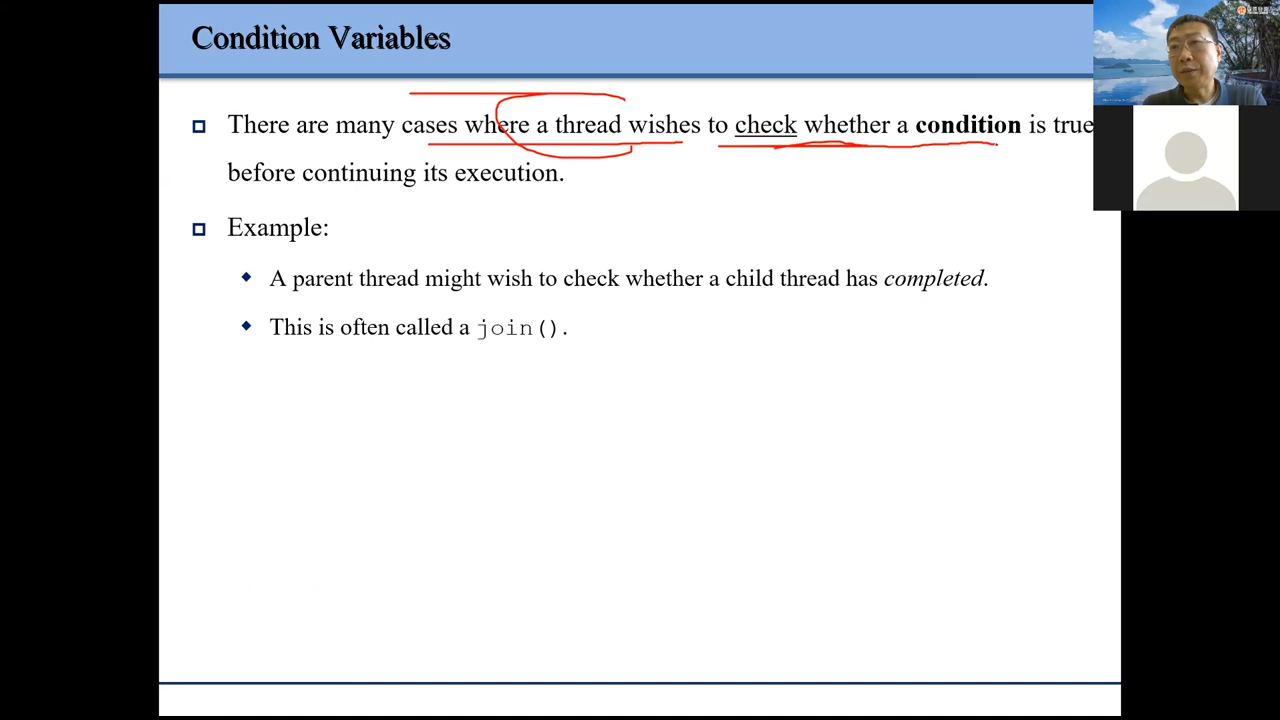 Condition Variables
There are many cases where a thread wishes to check whether a condition is true
before continuing its execution.
Example:
A parent thread might wish to check whether a child thread has completed.
This is often called a join().